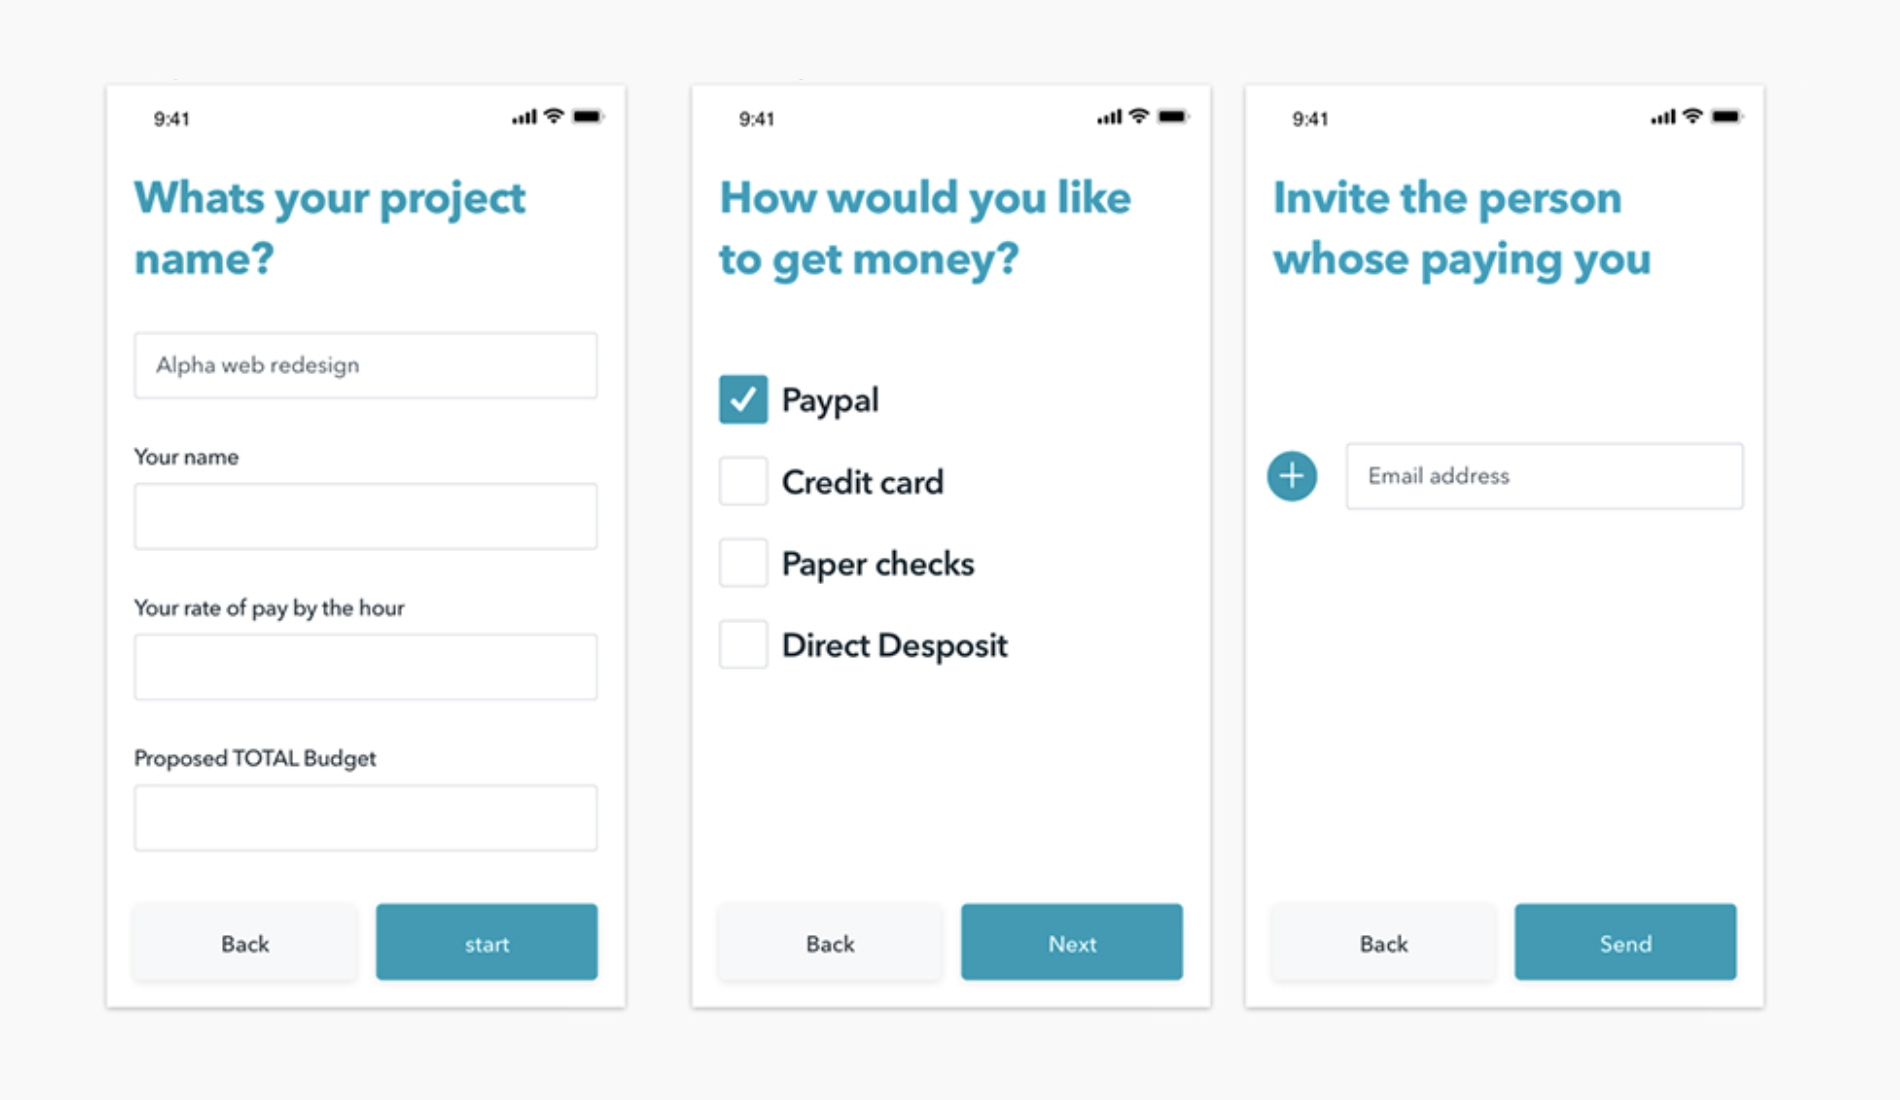 9:41
Whats your project
name?
Alpha web redesign
Your name
Your rate of pay by the hour
Proposed TOTAL Budget
Back
start
9:41
How would you like
to get money?
Paypal
Credit card
Paper checks
Direct Desposit
Back
Next
9:41
Invite the person
whose paying you
Email address
Back
Send